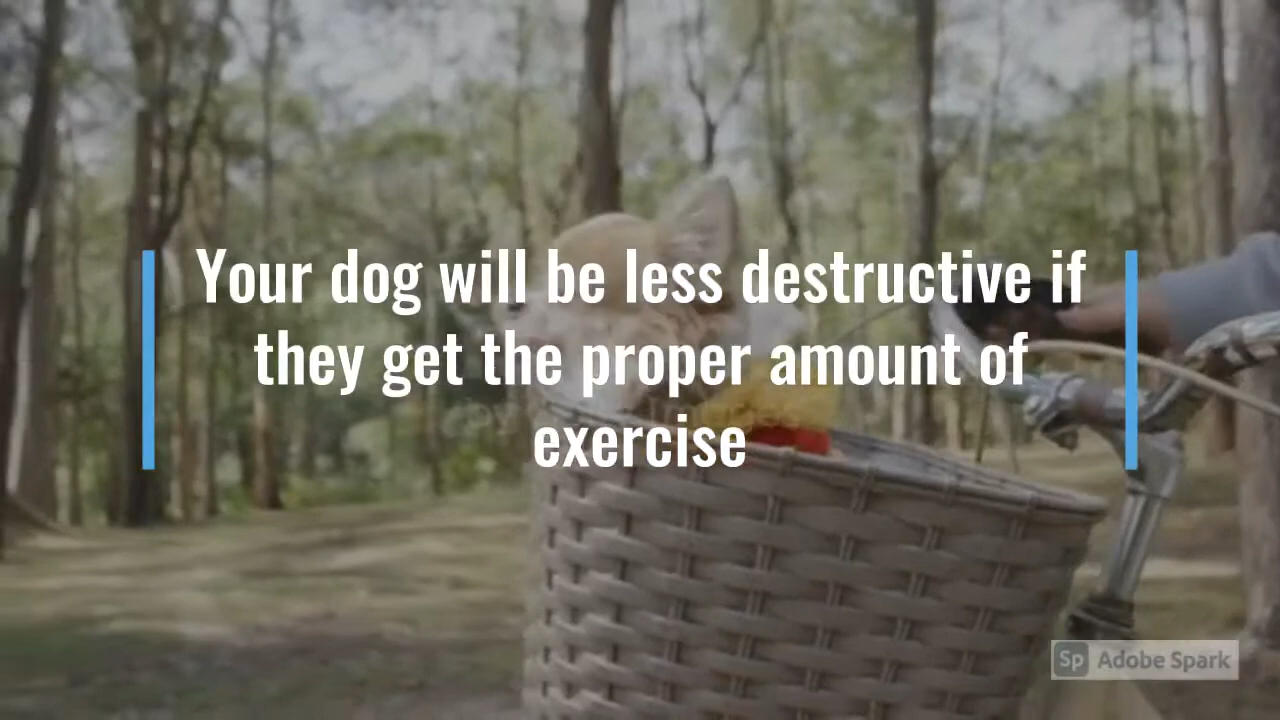 Your dog will be less destructive if
they get the proper amount of
exercise
Sp Adobe Spark